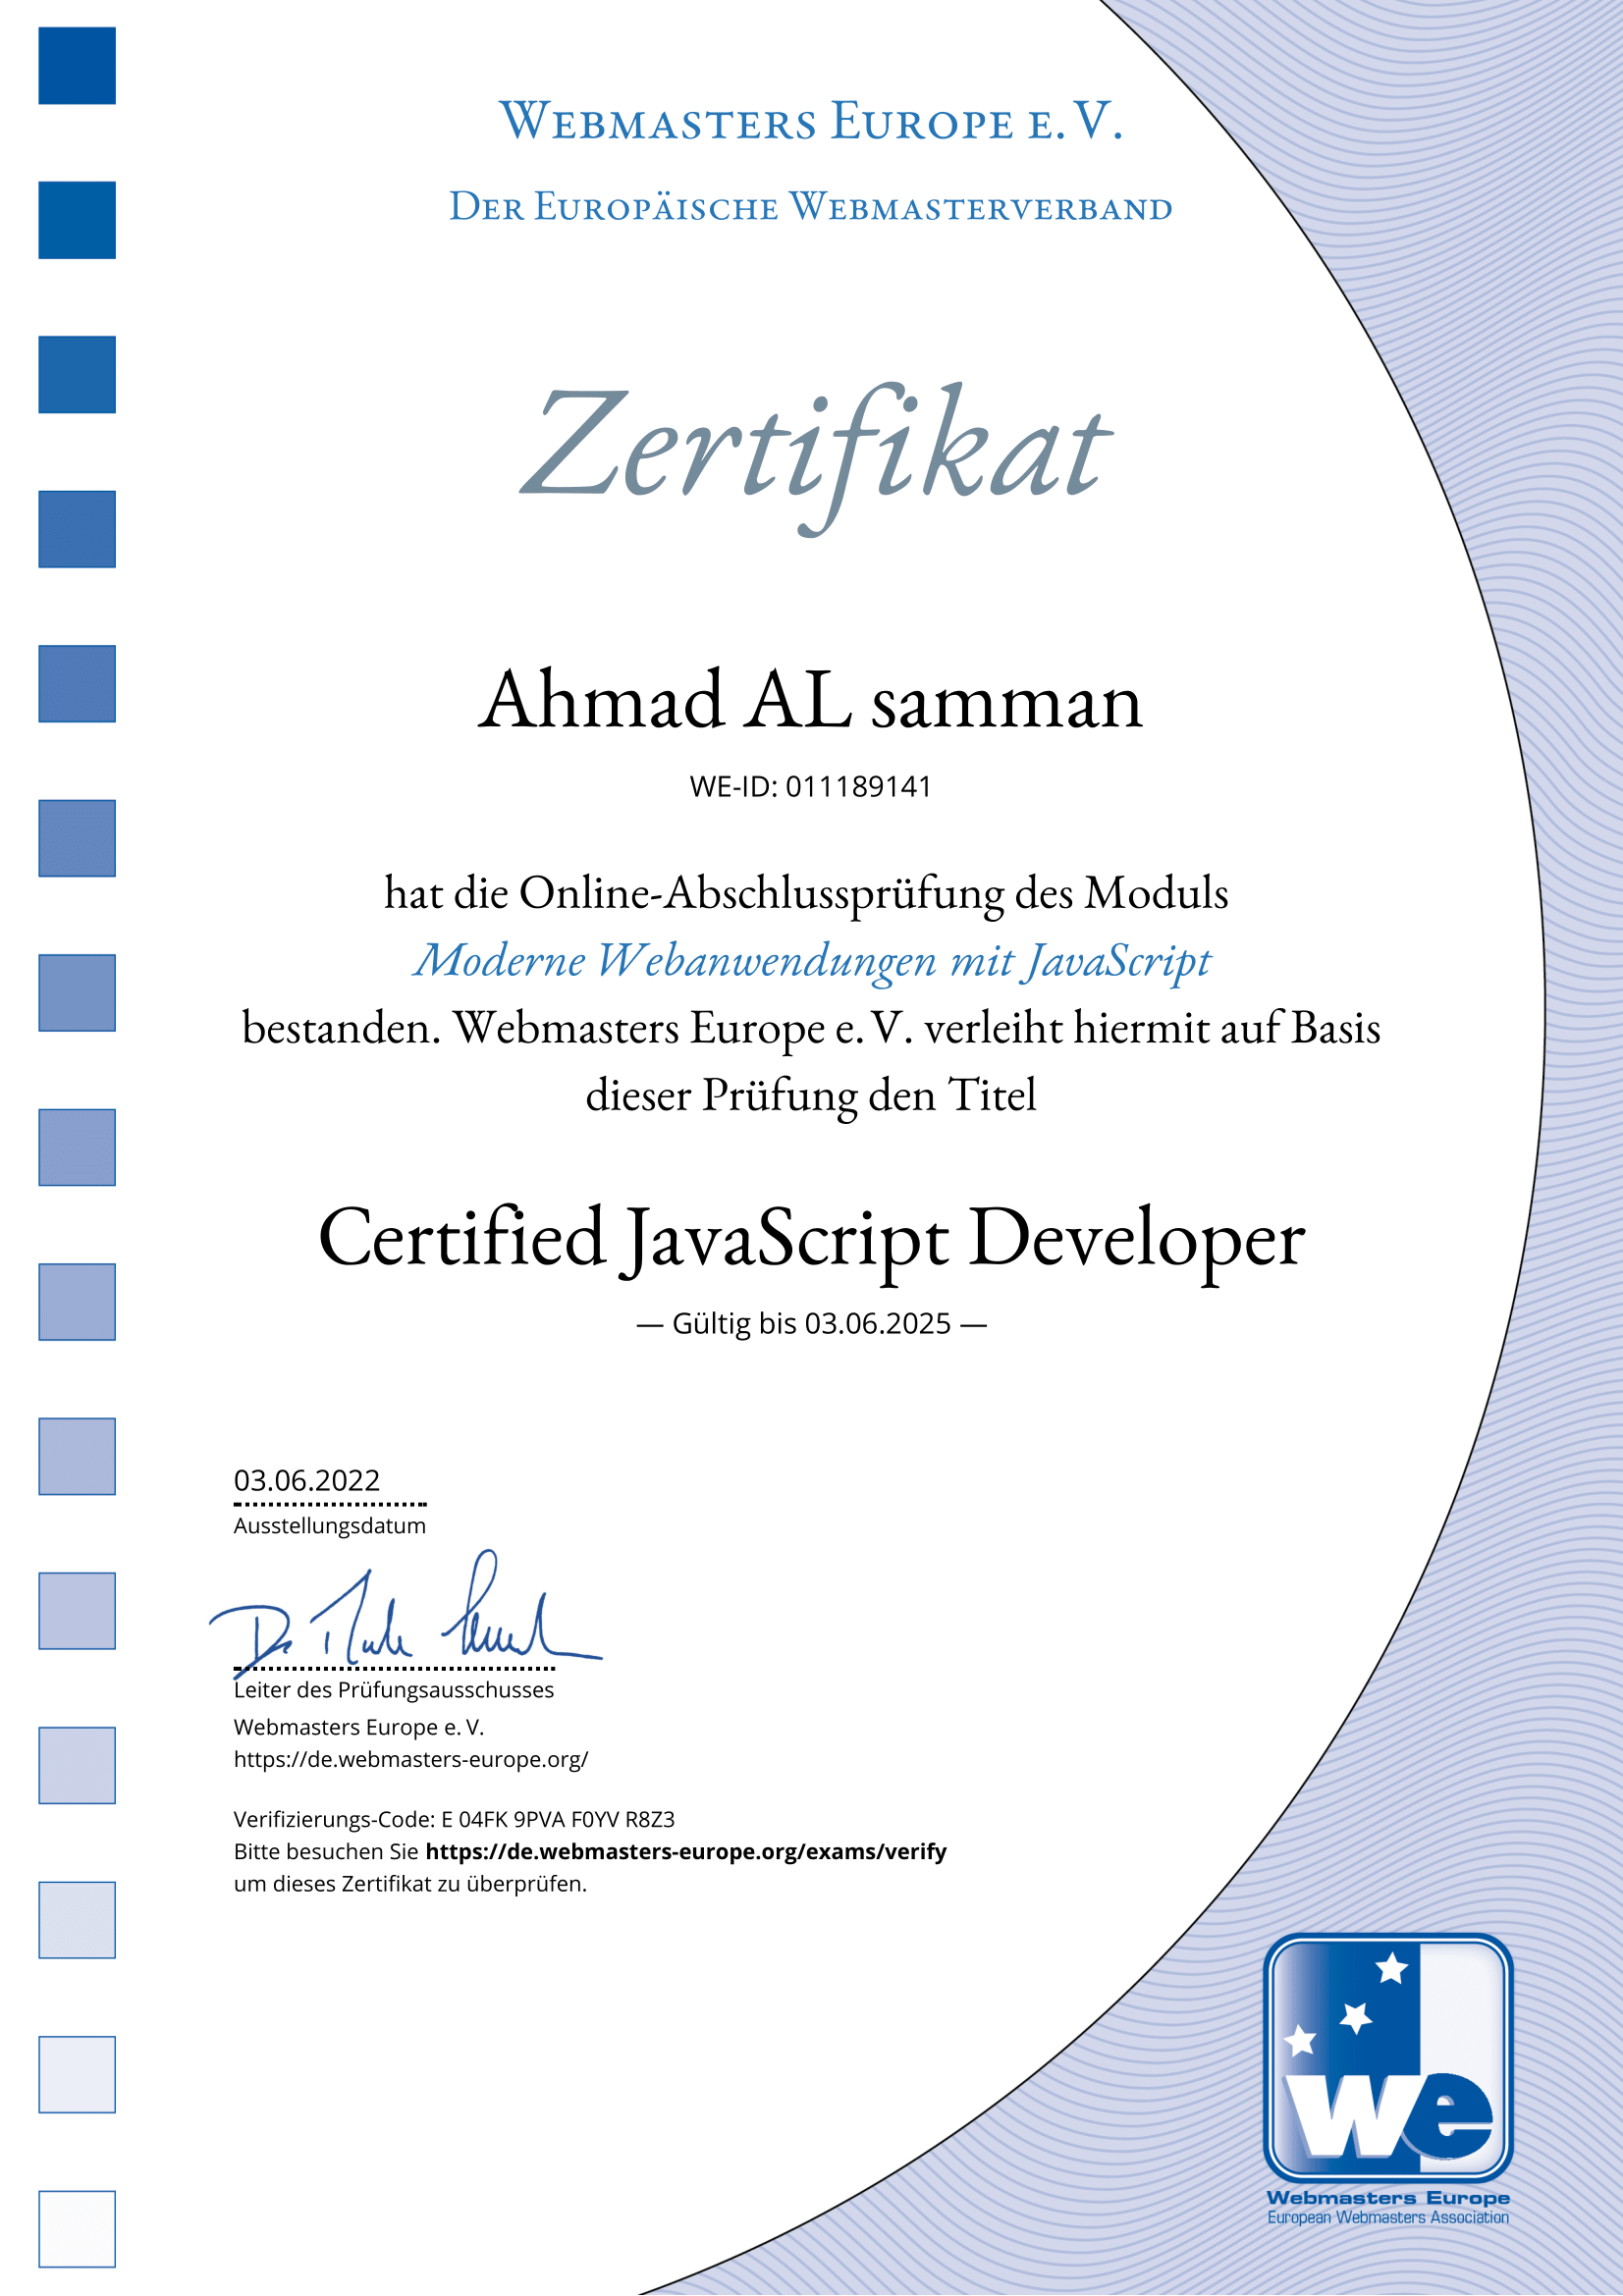 Webmasters Europe e. V.
Der Europäische Webmasterverband
Zertifikat
Ahmad AL samman
WE-ID: 011189141
hat die Online-Abschlussprüfung des Moduls
Moderne Webanwendungen mit JavaScript
bestanden. Webmasters Europe e. V. verleiht hiermit auf Basis
dieser Prüfung den Titel
Certified JavaScript Developer
— Gültig bis 03.06.2025 —
03.06.2022
Ausstellungsdatum
Leiter des Prüfungsausschusses
Webmasters Europe e. V.
https://de.webmasters-europe.org/
Verifizierungs-Code: E 04FK 9PVA F0YV R8Z3
Bitte besuchen Sie https://de.webmasters-europe.org/exams/verify
um dieses Zertifikat zu überprüfen.
we
Webmasters Europe
European Webmasters Association